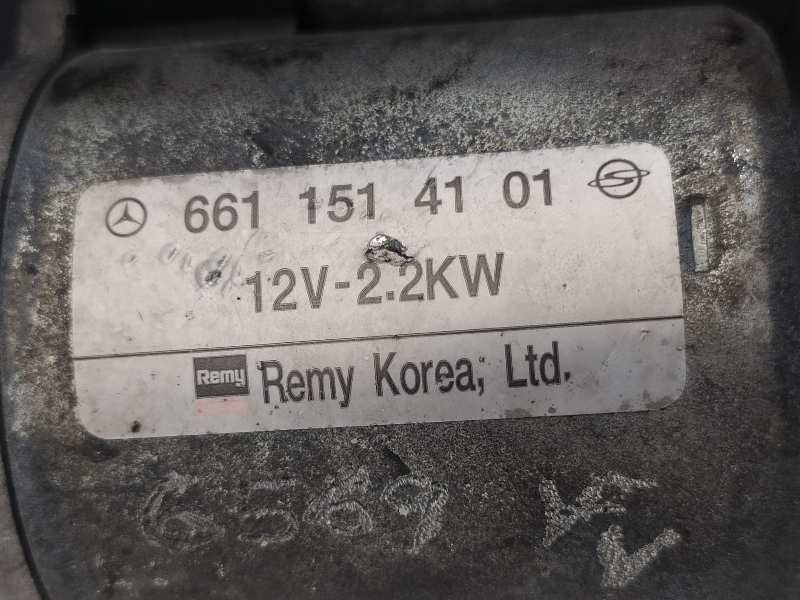 661 151 41 01
12V-2.2KW
Remy Remy Korea, Ltd.
6569